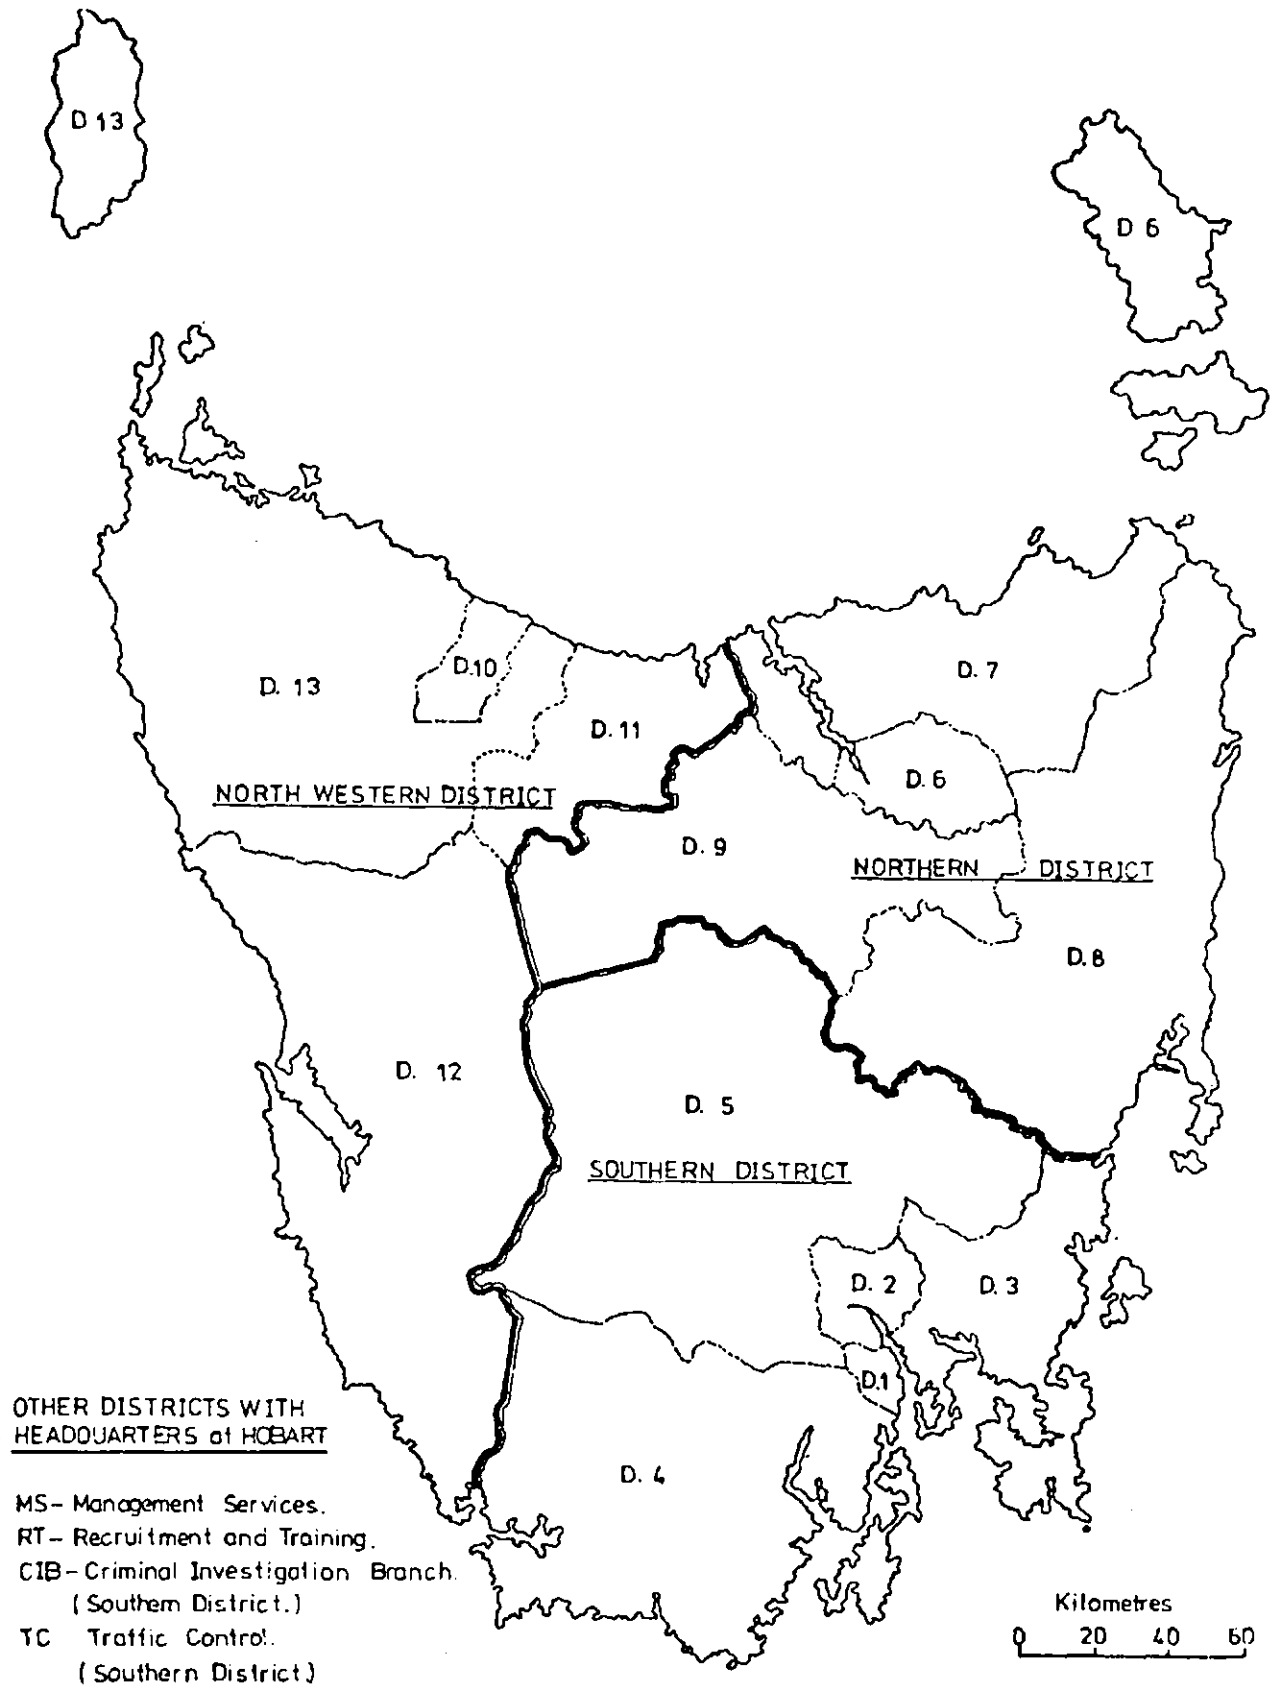 D 13
D 6
D. 7
D.10
D. 13
D. 11
D. 6
NORTH WESTERN DISTRICT
D. 9
NORTHERN DISTRICT
D. 8
D. 12
D. 5
SOUTHERN DISTRICT
D. 2
D. 3
D.1
D. 4
OTHER DISTRICTS WITH
HEADQUARTERS at HOBART
MS- Management Services.
RT- Recruitment and Training.
CIB- Criminal Investigation Branch.
(Southern District.)
TC Traffic Control.
(Southern District.)
Kilometres
0 20 40 60